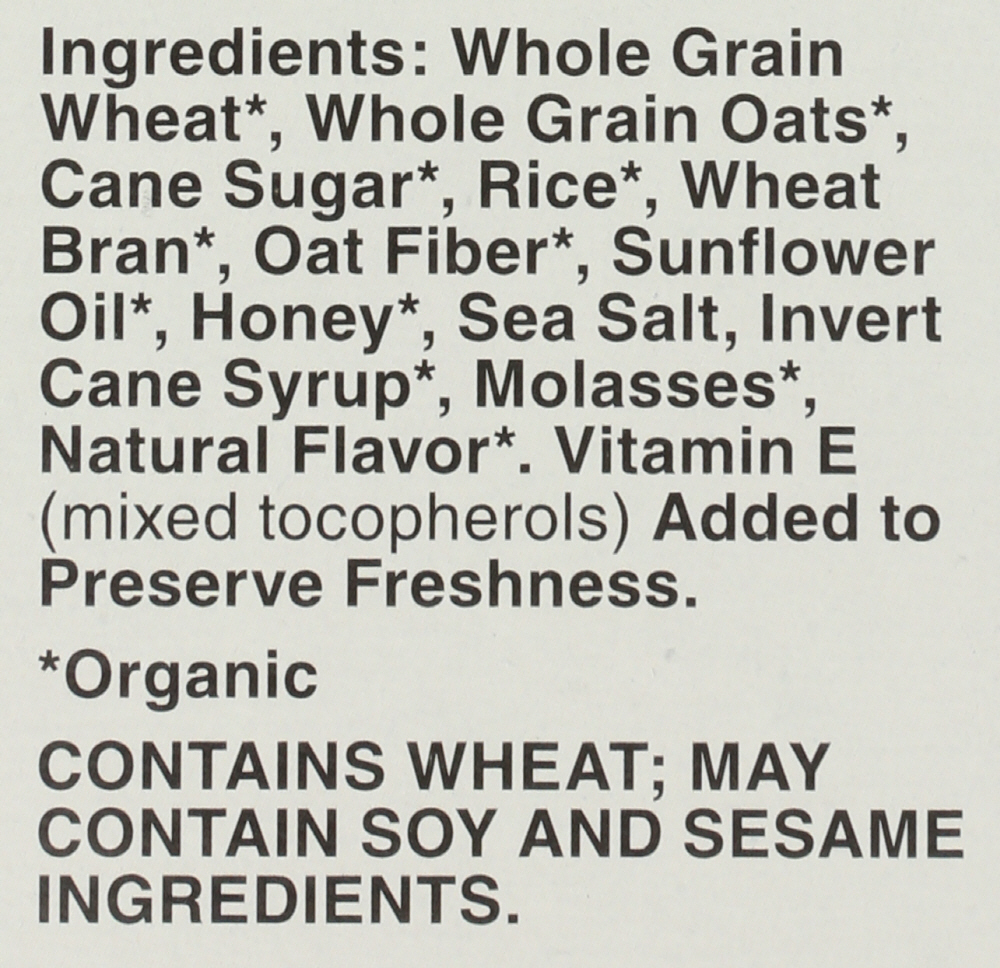 Ingredients: Whole Grain
Wheat*, Whole Grain Oats*,
Cane Sugar*, Rice*, Wheat
Bran*, Oat Fiber*, Sunflower
Oil*, Honey*, Sea Salt, Invert
Cane Syrup*, Molasses*,
Natural Flavor*. Vitamin E
(mixed tocopherols) Added to
Preserve Freshness.
*Organic
CONTAINS WHEAT; MAY
CONTAIN SOY AND SESAME
INGREDIENTS.